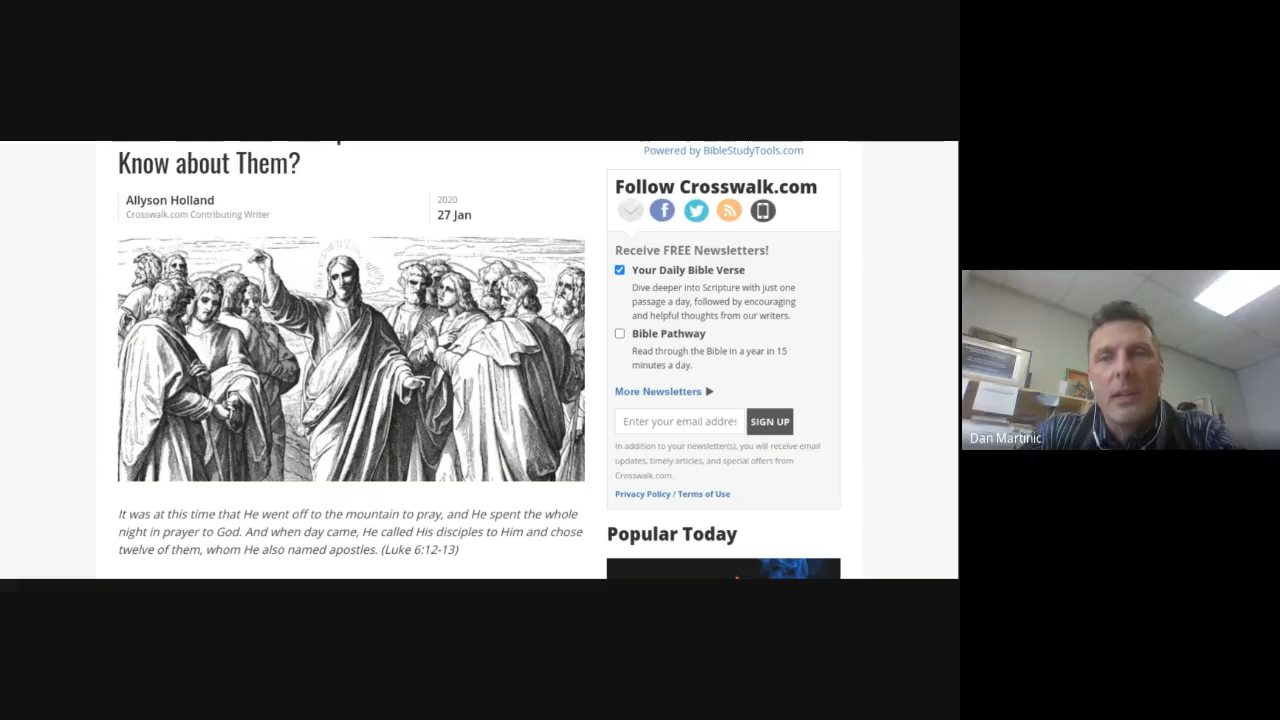 Know about Them?
Allyson Holland
Crosswalk.com Contributing Writer
2020
27 Jan
It was at this time that He went off to the mountain to pray, and He spent the whole
night in prayer to God. And when day came, He called His disciples to Him and chose
twelve of them, whom He also named apostles. (Luke 6:12-13)
Powered by BibleStudyTools.com
Follow Crosswalk.com
Receive FREE Newsletters!
Your Daily Bible Verse
Dive deeper into Scripture with just one
passage a day, followed by encouraging
and helpful thoughts from our writers.
Bible Pathway
Read through the Bible in a year in 15
minutes a day.
More Newsletters
Enter your email addres
SIGN UP
In addition to your newsletter(s), you will receive email
updates, timely articles, and special offers from
Crosswalk.com.
Privacy Policy / Terms of Use
Popular Today
Dan Martinic